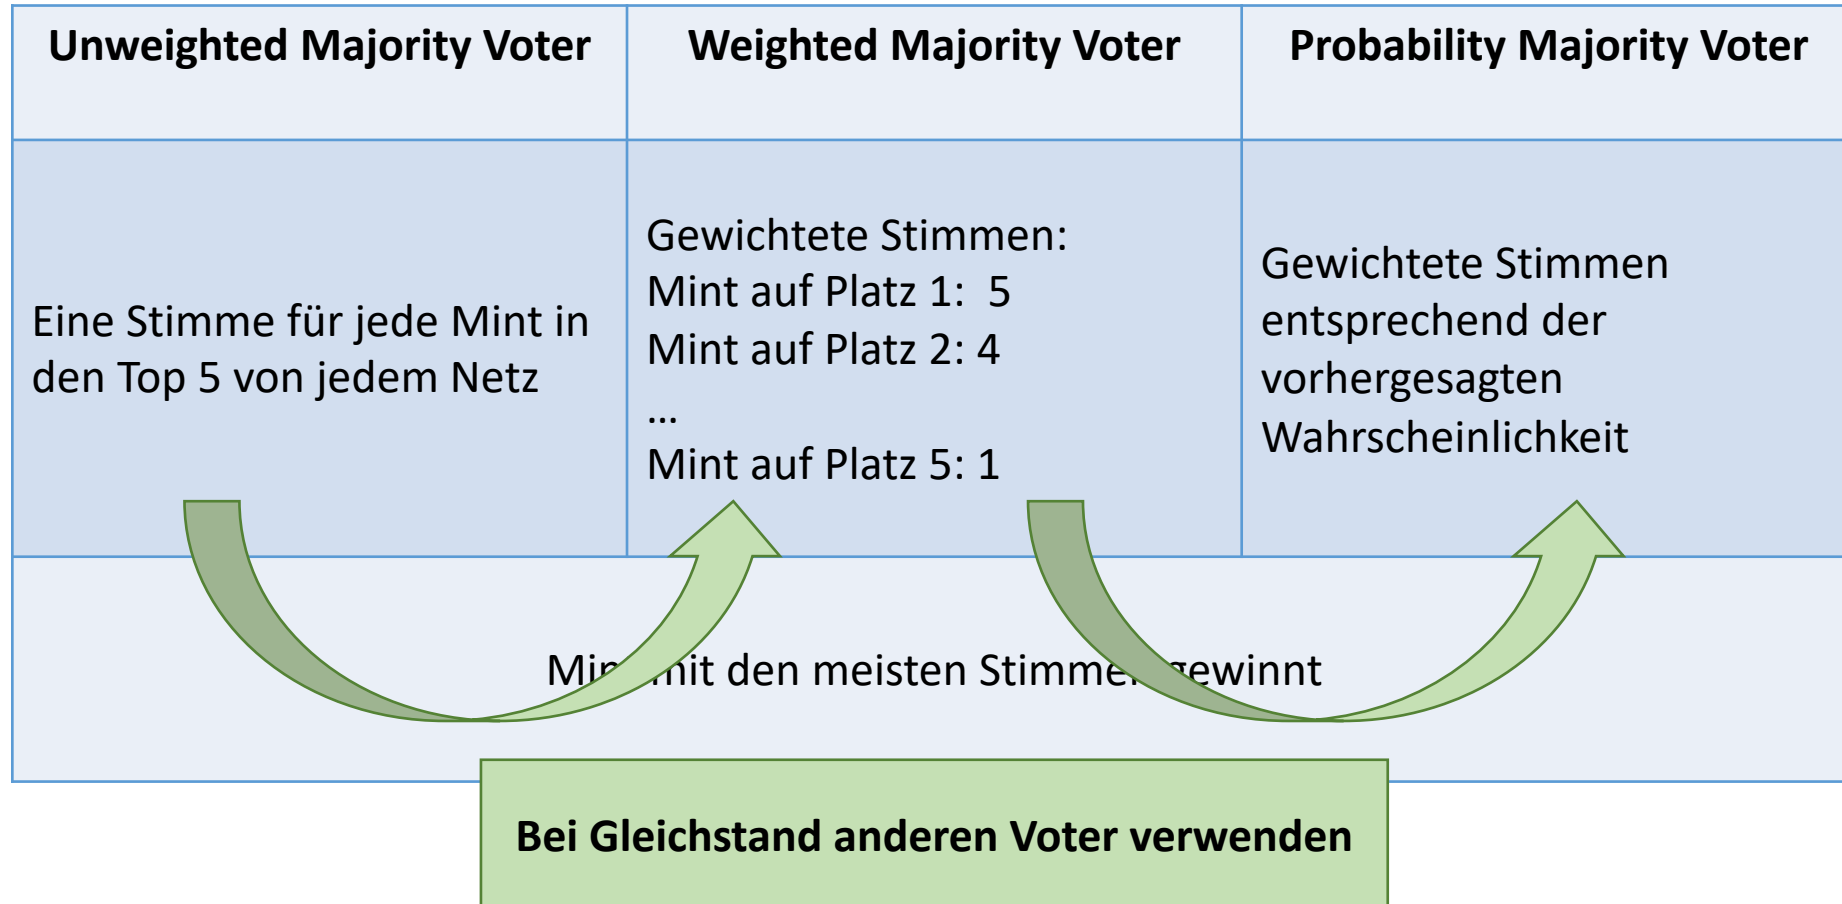 Unweighted Majority Voter
Weighted Majority Voter
Probability Majority Voter
Eine Stimme für jede Mint in
den Top 5 von jedem Netz
Gewichtete Stimmen:
Mint auf Platz 1:  5
Mint auf Platz 2: 4
…
Mint auf Platz 5: 1
Gewichtete Stimmen
entsprechend der
vorhergesagten
Wahrscheinlichkeit
Mint mit den meisten Stimmen gewinnt
Bei Gleichstand anderen Voter verwenden